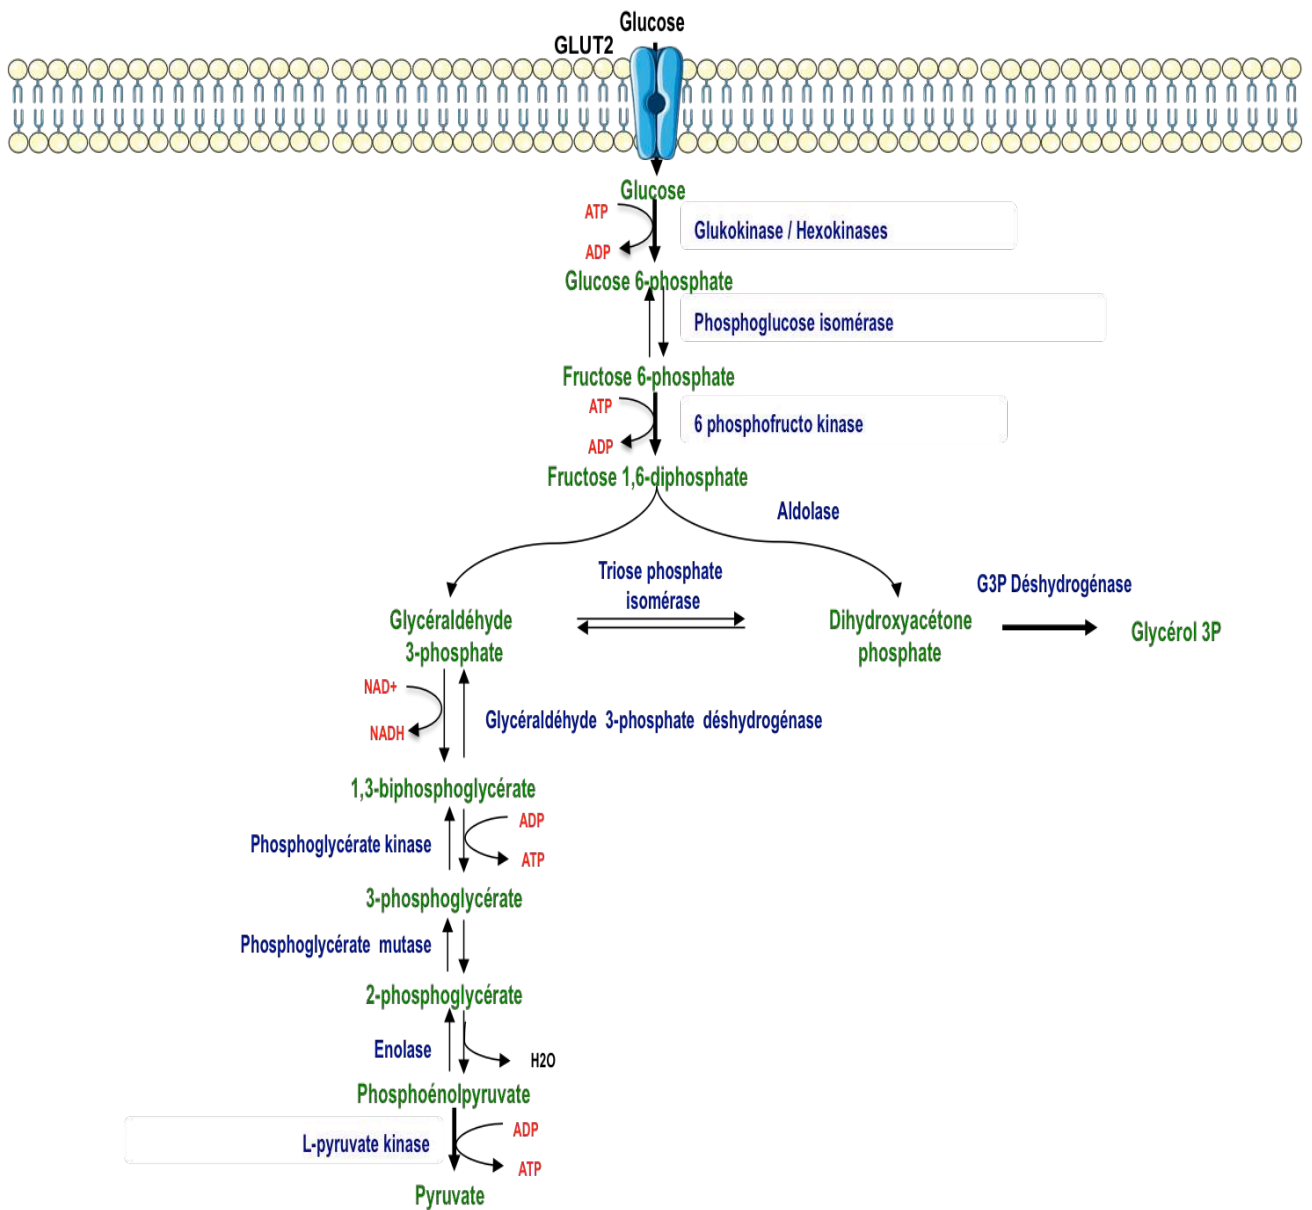 Glucose
GLUT2
Glucose
ATP
Glukokinase / Hexokinases
ADP
Glucose 6-phosphate
Phosphoglucose isomérase
Fructose 6-phosphate
ATP
6 phosphofructo kinase
ADP
Fructose 1,6-diphosphate
Aldolase
Triose phosphate
isomérase
G3P Déshydrogénase
Glycéraldéhyde
3-phosphate
Dihydroxyacétone
phosphate
Glycérol 3P
NAD+
NADH
Glycéraldéhyde 3-phosphate déshydrogénase
1,3-biphosphoglycérate
ADP
Phosphoglycérate kinase
ATP
3-phosphoglycérate
Phosphoglycérate mutase
2-phosphoglycérate
Enolase
H2O
Phosphoénolpyruvate
ADP
L-pyruvate kinase
ATP
Pyruvate